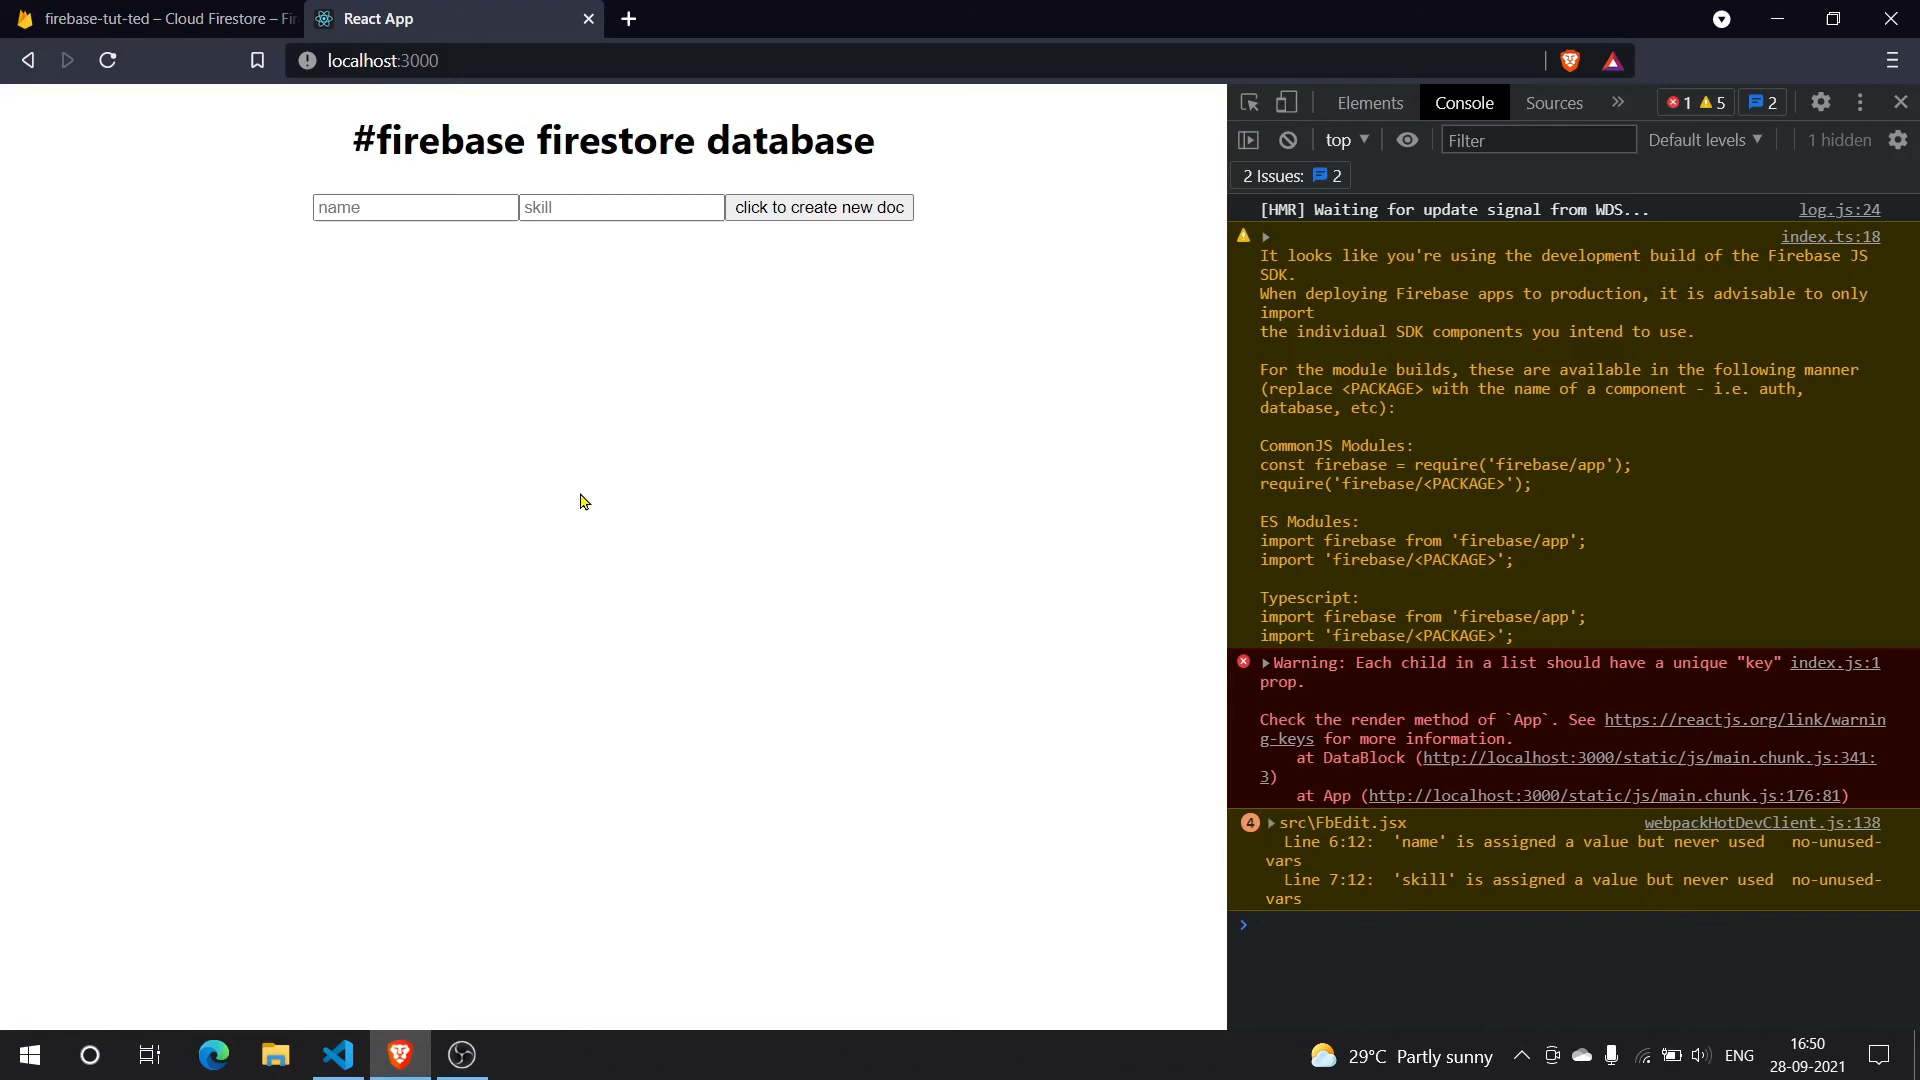 firebase-tut-ted – Cloud Firestore – Fir
React App
localhost:3000
#firebase firestore database
name
skill
click to create new doc
Elements
Console
Sources
1
5
2
top
Filter
Default levels
1 hidden
2 Issues:
2
[HMR] Waiting for update signal from WDS... log.js:24
index.ts:18
It looks like you're using the development build of the Firebase JS
SDK.
When deploying Firebase apps to production, it is advisable to only
import
the individual SDK components you intend to use.
For the module builds, these are available in the following manner
(replace <PACKAGE> with the name of a component - i.e. auth,
database, etc):
CommonJS Modules:
const firebase = require('firebase/app');
require('firebase/<PACKAGE>');
ES Modules:
import firebase from 'firebase/app';
import 'firebase/<PACKAGE>';
Typescript:
import firebase from 'firebase/app';
import 'firebase/<PACKAGE>';
Warning: Each child in a list should have a unique "key" index.js:1
prop.
Check the render method of `App`. See https://reactjs.org/link/warnin
g-keys for more information.
at DataBlock (http://localhost:3000/static/js/main.chunk.js:341:
3)
at App (http://localhost:3000/static/js/main.chunk.js:176:81)
4 src\FbEdit.jsx webpackHotDevClient.js:138
Line 6:12: 'name' is assigned a value but never used no-unused-
vars
Line 7:12: 'skill' is assigned a value but never used no-unused-
vars
29°C Partly sunny
ENG
16:50
28-09-2021